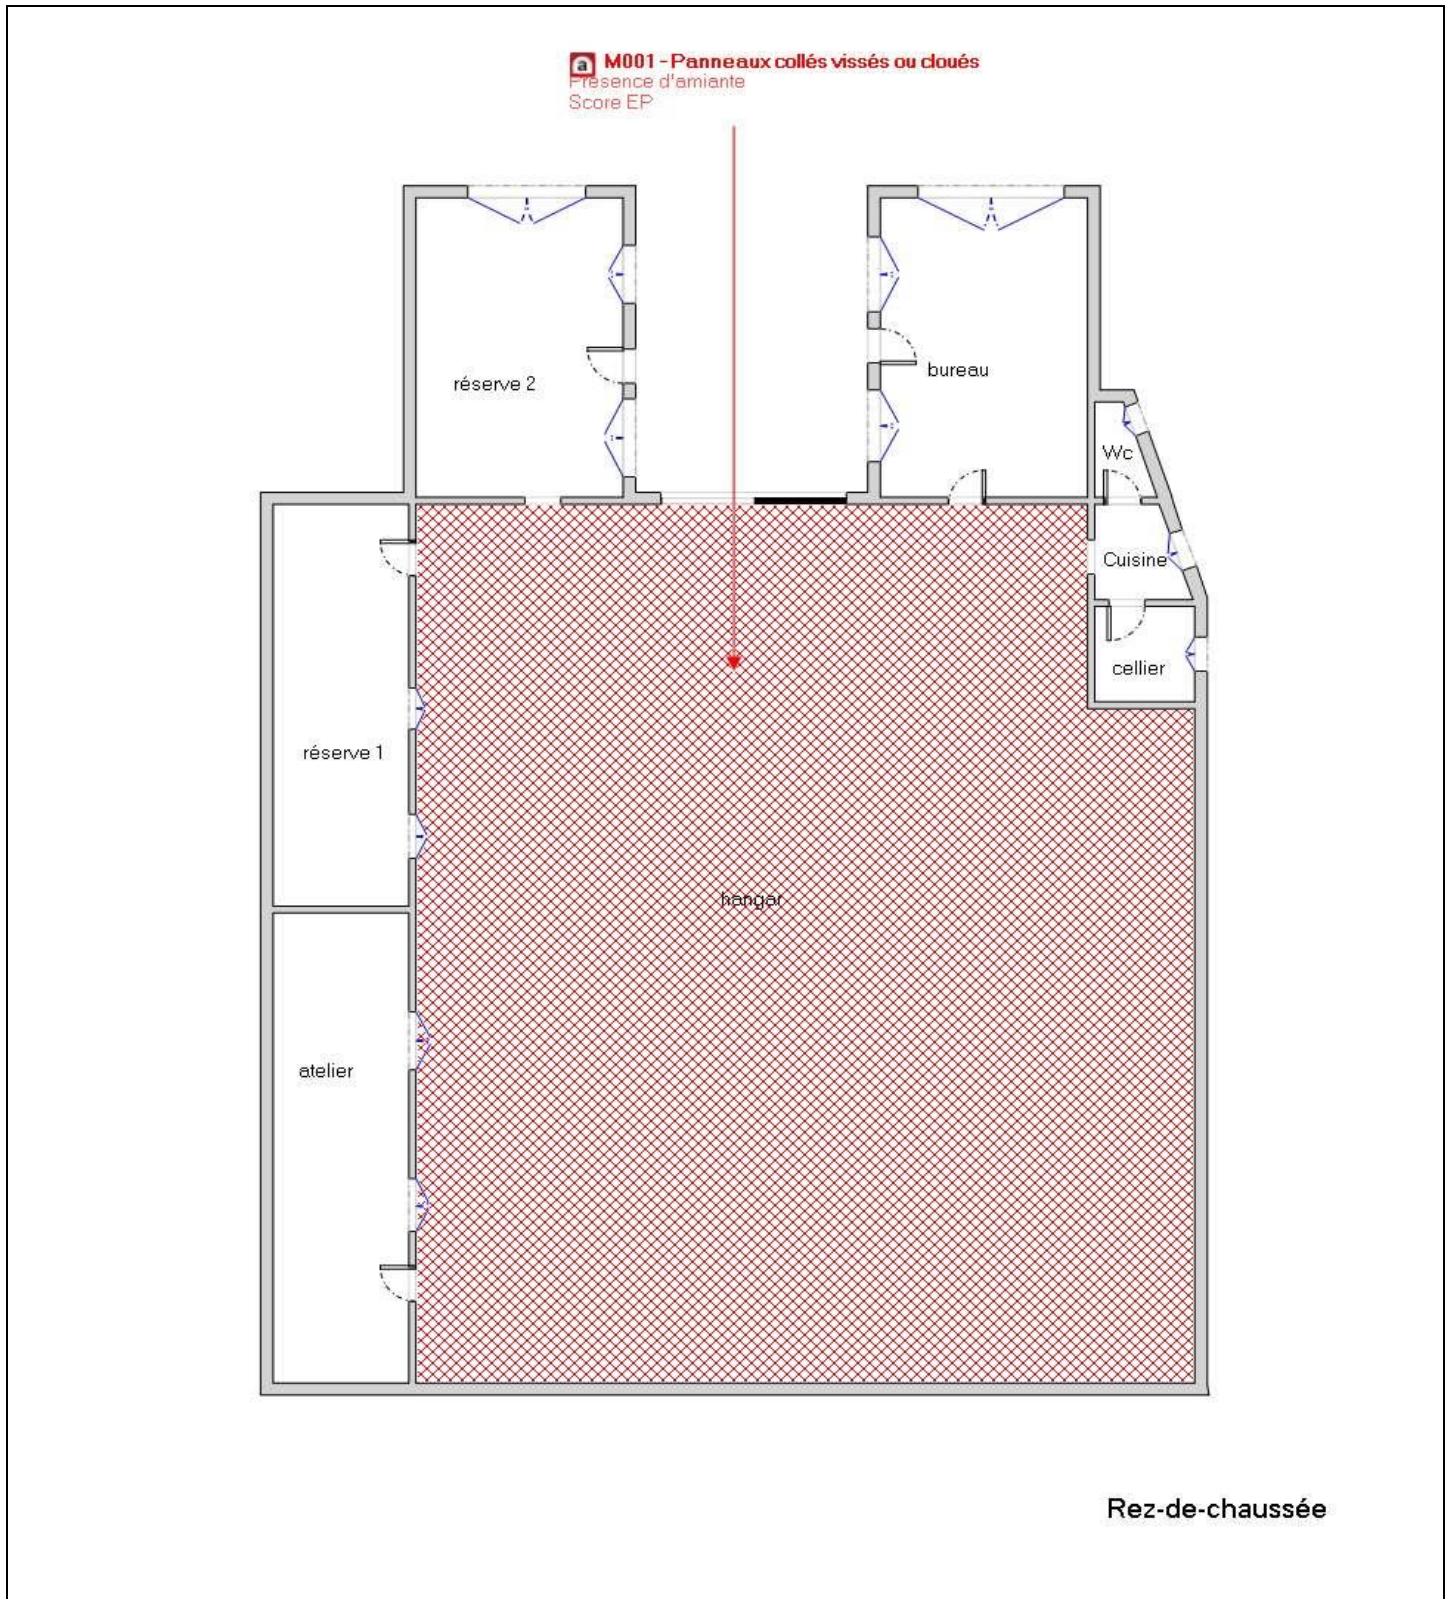 a M001 - Panneaux collés vissés ou cloués
Présence d'amiante
Score EP
réserve 2
bureau
Wc
Cuisine
cellier
réserve 1
hangar
atelier
Rez-de-chaussée